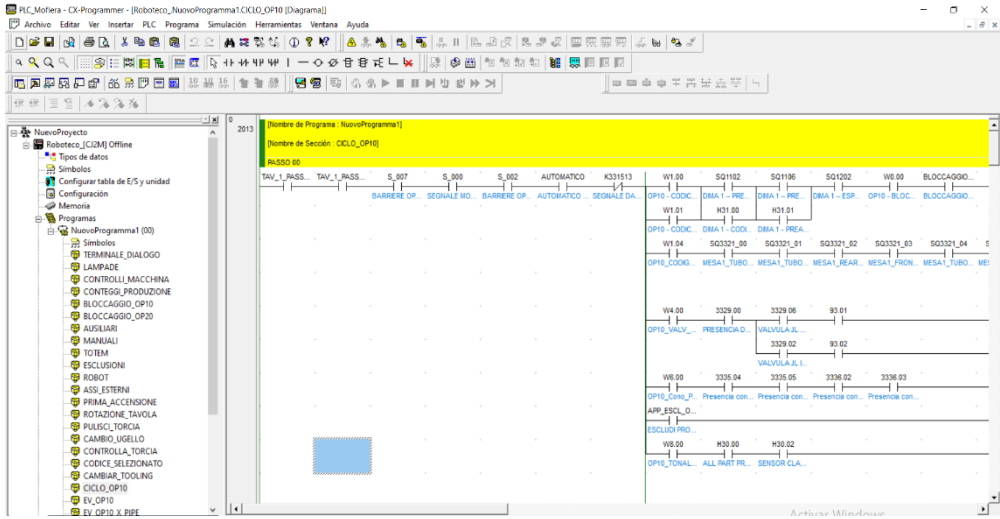 PLC_Mofiera - CX-Programmer - [Roboteco_.NuovoProgramma1.CICLO_OP10 [Diagrama]]
Archivo Editar Ver Insertar PLC Programa Simulación Herramientas Ventana Ayuda
NuevoProyecto
Roboteco_[CJ2M] Offline
Tipos de datos
Símbolos
Configurar tabla de E/S y unidad
Configuración
Memoria
Programas
NuovoProgramma1 (00)
Símbolos
TERMINALE_DIALOGO
LAMPADE
CONTROLLI_MACCHINA
CONTEGGI_PRODUZIONE
BLOCCAGGIO_OP10
BLOCCAGGIO_OP20
AUSILIARI
MANUALI
TOTEM
ESCLUSIONI
ROBOT
ASSI_ESTERNI
PRIMA_ACCENSIONE
ROTAZIONE_TAVOLA
PULISCI_TORCIA
CAMBIO_UGELLO
CONTROLLA_TORCIA
CODICE_SELEZIONATO
CAMBIAR_TOOLING
CICLO_OP10
EV_OP10
EV_OP10_X_PIPE
0
2013
[Nombre de Programa : NuovoProgramma1]
[Nombre de Sección : CICLO_OP10]
PASSO 00
TAV_1_PASS... TAV_1_PASS... S_007 S_000 S_002 AUTOMATICO K331513 W1.00 SQ1102 SQ1106 SQ1202 W0.00 BLOCCAGGIO...
BARRIERE OP... SEGNALE MO... BARRIERE OP... AUTOMATICO ... SEGNALE DA... OP10 - CODIC... DIMA 1 - PRE... DIMA 1 - PRE... DIMA 1 - ESP... OP10 - BLOC... BLOCCAGGIO...
W1.01 H31.00 H31.01
OP10 - CODIC... DIMA 1 - CODI... DIMA 1 - PREA...
W1.04 SQ3321_00 SQ3321_01 SQ3321_02 SQ3321_03 SQ3321_04 S
OP10_CODIG... MESA1_TUBO... MESA1_TUBO... MESA1_REAR... MESA1_FRON... MESA1_TUBO... MES
W4.00 3329.00 3329.06 93.01
OP10_VALV_... PRESENCIA D... VALVULA JL ...
3329.02 93.02
VALVULA JL I...
W6.00 3335.04 3335.05 3336.02 3336.03
OP10_Cono_P... Presencia con... Presencia con... Presencia con... Presencia con...
APP_ESCL_O...
ESCLUDI PRO...
W8.00 H30.00 H30.02
OP10_TONAL... ALL PART PR... SENSOR CLA...
Activar Windows